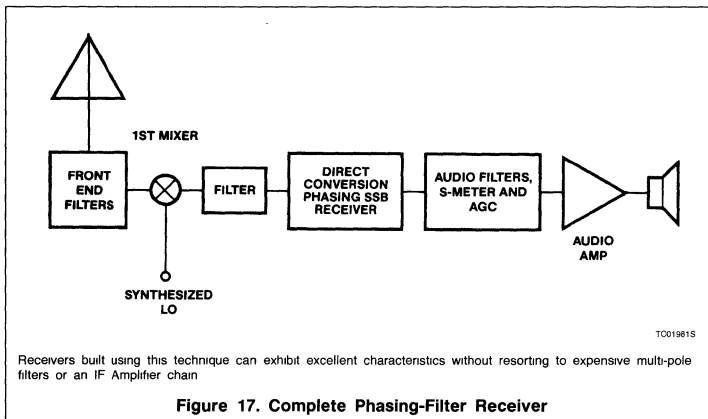 1ST MIXER
FRONT
END
FILTERS
FILTER
DIRECT
CONVERSION
PHASING SSB
RECEIVER
AUDIO FILTERS,
S-METER AND
AGC
AUDIO
AMP
SYNTHESIZED
LO
TC01981S
Receivers built using this technique can exhibit excellent characteristics without resorting to expensive multi-pole
filters or an IF Amplifier chain
Figure 17. Complete Phasing-Filter Receiver